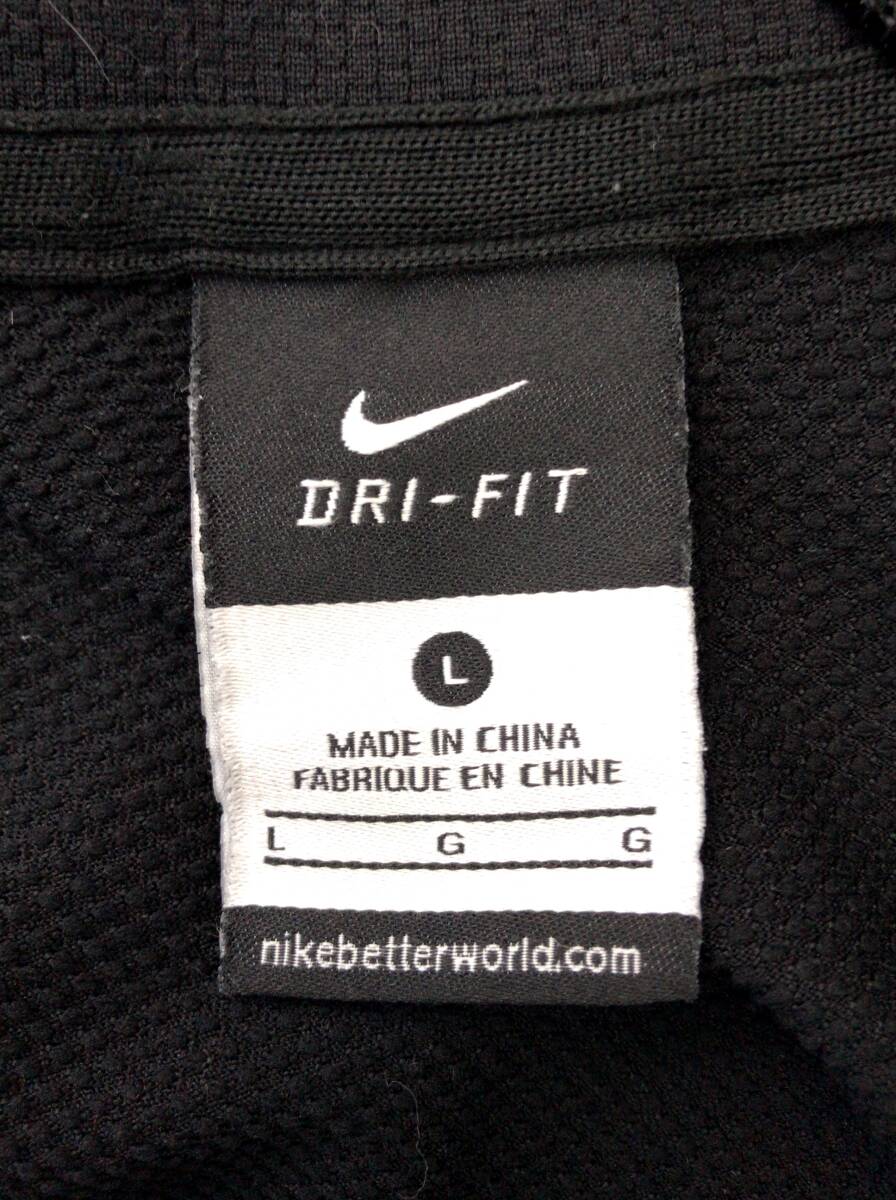 DRI-FIT
L
MADE IN CHINA
FABRIQUE EN CHINE
L G G
nikebetterworld.com